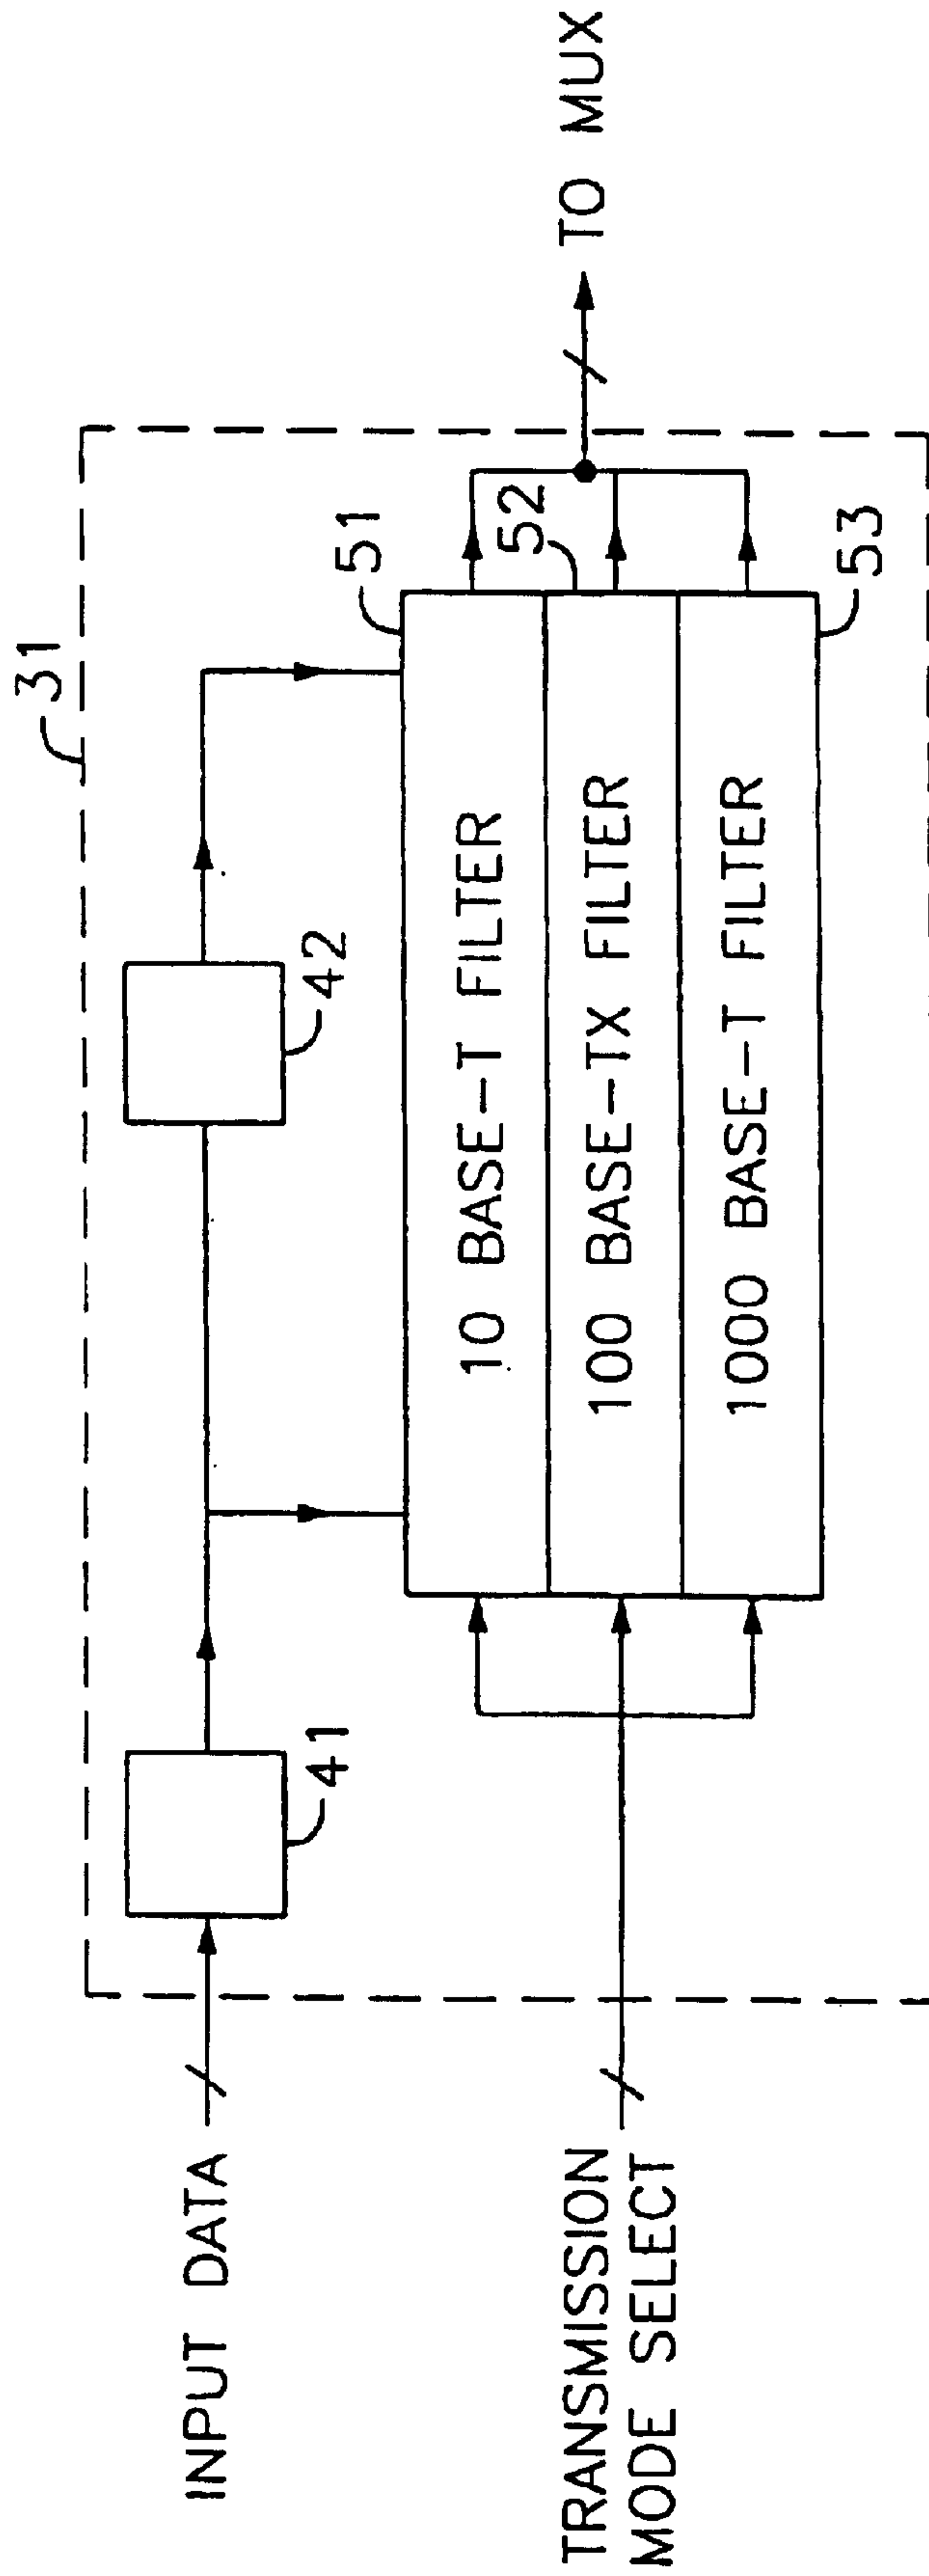 31
INPUT DATA
41
42
51
52
53
10 BASE-T FILTER
100 BASE-TX FILTER
1000 BASE-T FILTER
TRANSMISSION
MODE SELECT
TO MUX